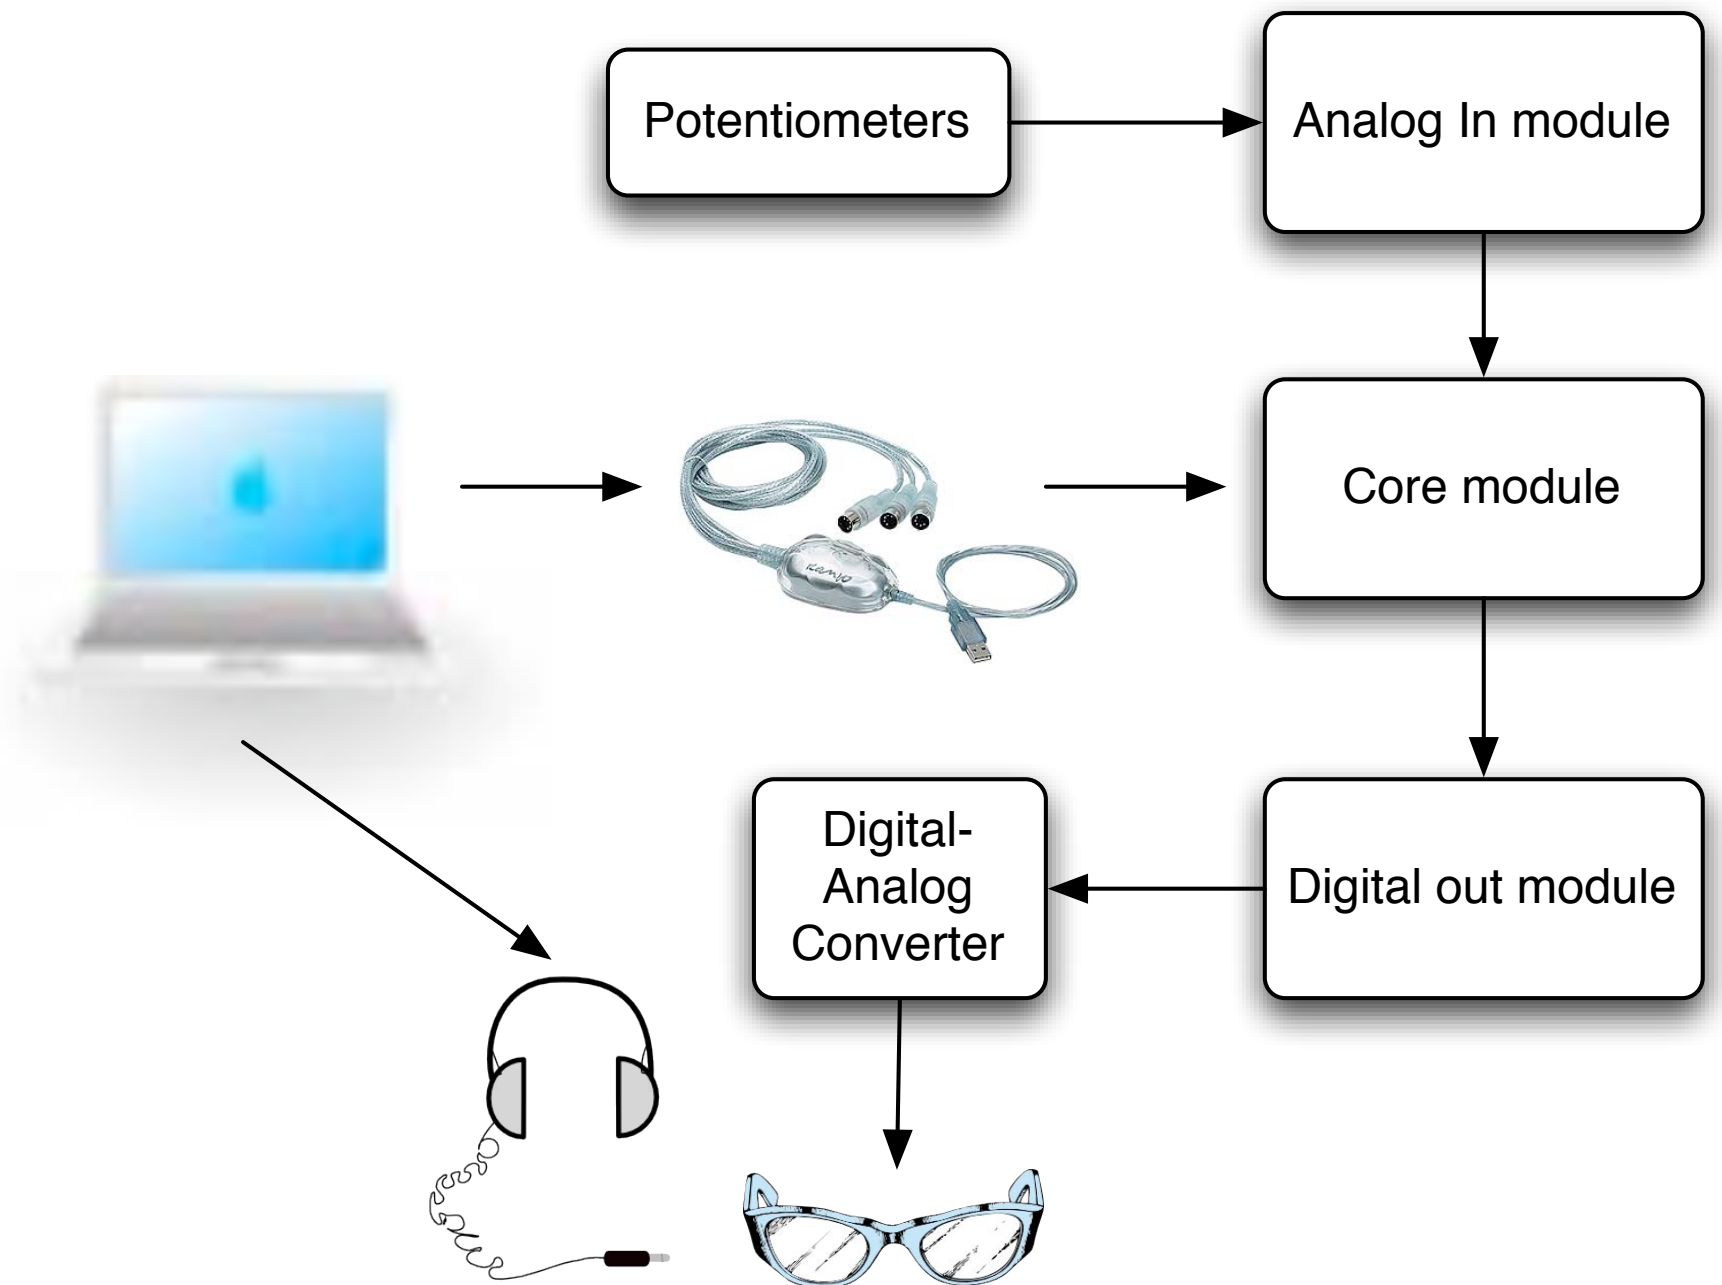 Potentiometers
Analog In module
Core module
Digital-
Analog
Converter
Digital out module